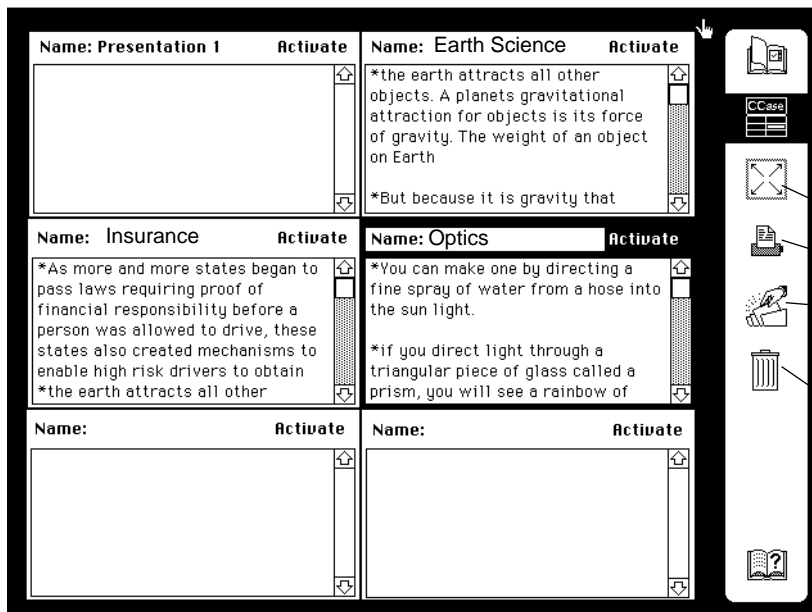 Name: Presentation 1 Activate
Name: Earth Science Activate
*the earth attracts all other
objects. A planets gravitational
attraction for objects is its force
of gravity. The weight of an object
on Earth
*But because it is gravity that
CCase
Name: Insurance Activate
*As more and more states began to
pass laws requiring proof of
financial responsibility before a
person was allowed to drive, these
states also created mechanisms to
enable high risk drivers to obtain
*the earth attracts all other
Name: Optics Activate
*You can make one by directing a
fine spray of water from a hose into
the sun light.
*if you direct light through a
triangular piece of glass called a
prism, you will see a rainbow of
Name: Activate
Name: Activate
?